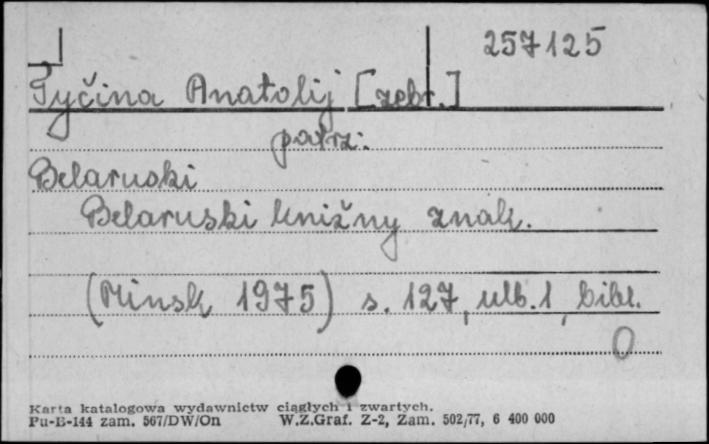 257125
Tyčina Anatolij [zebr.]
patrz:
Belaruski
Belaruski knižny znak.
(Minsk 1975) s. 127, ulb. 1, bibl.
0
Karta katalogowa wydawnictw ciągłych i zwartych.
Pu-B-144 zam. 567/DW/On W.Z.Graf. Z-2, Zam. 502/77, 6 400 000